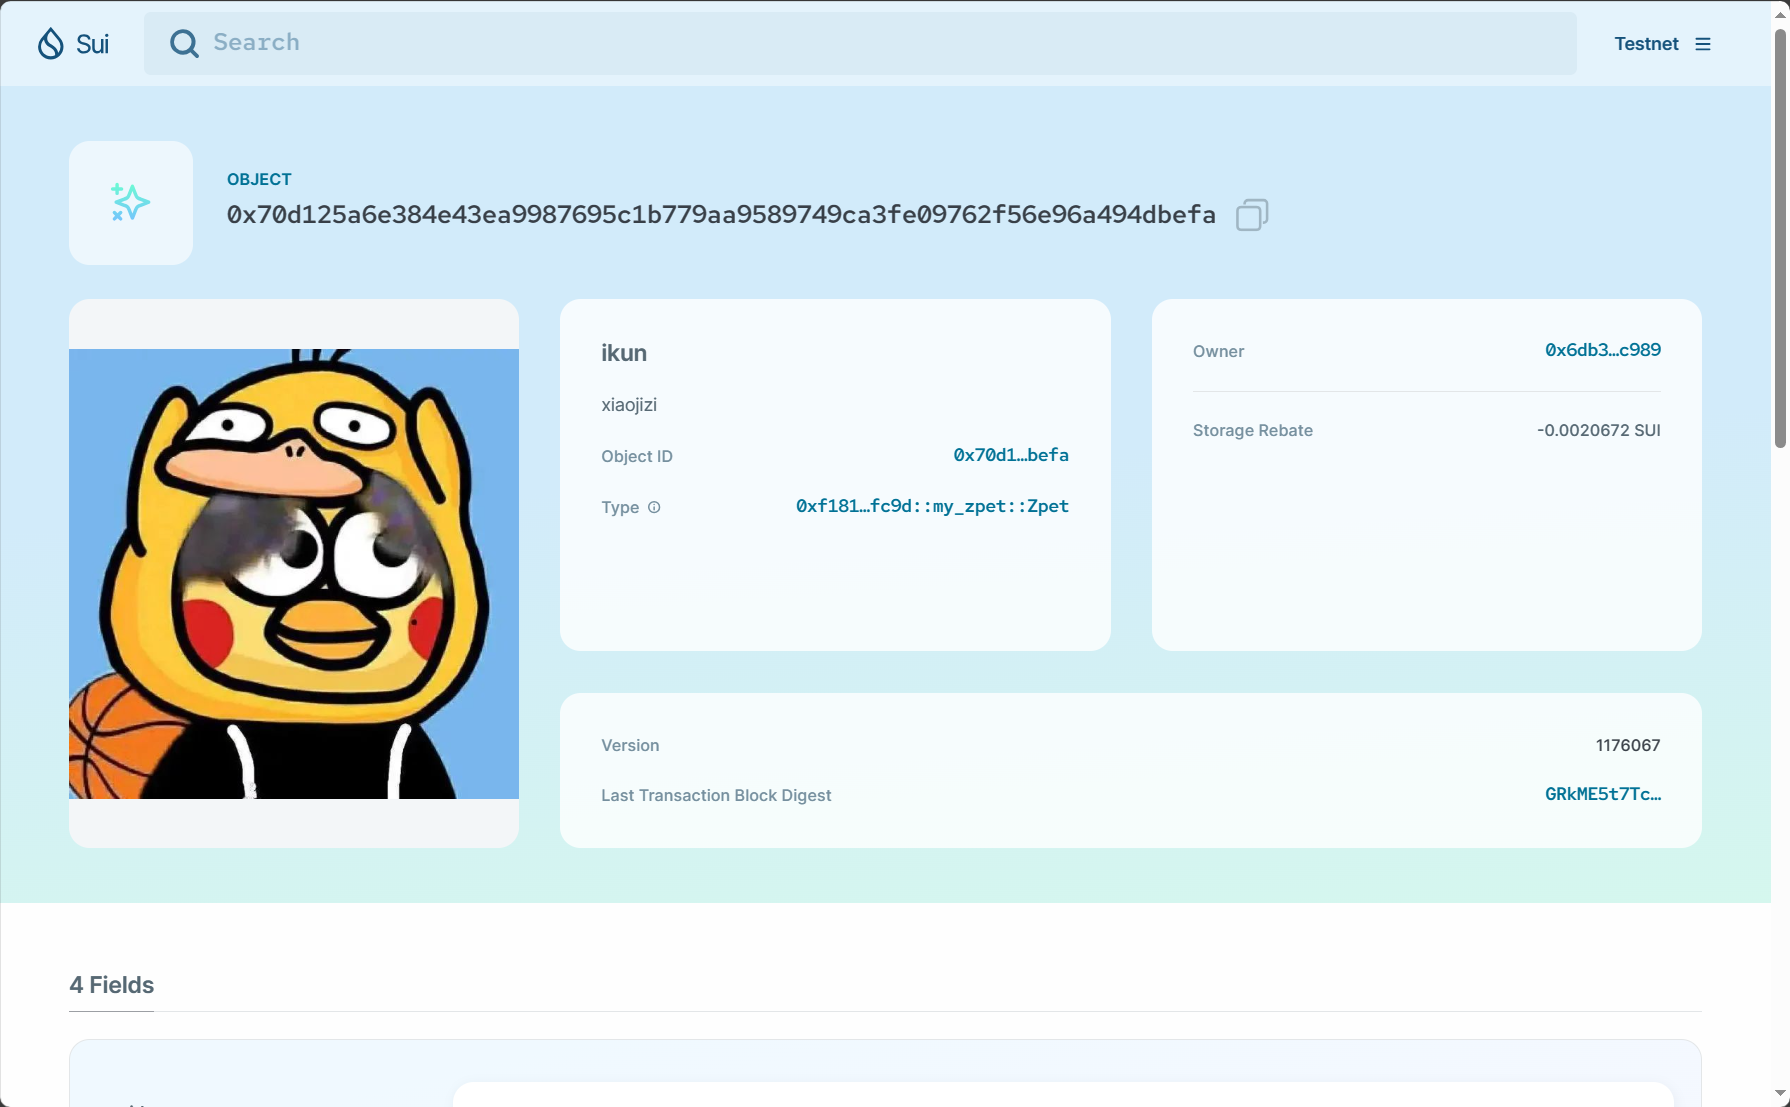 Sui
Search
Testnet
OBJECT
0x70d125a6e384e43ea9987695c1b779aa9589749ca3fe09762f56e96a494dbefa
ikun
xiaojizi
Object ID
0x70d1…befa
Type
0xf181…fc9d::my_zpet::Zpet
Owner
0x6db3…c989
Storage Rebate
-0.0020672 SUI
Version
1176067
Last Transaction Block Digest
GRkME5t7Tc…
4 Fields